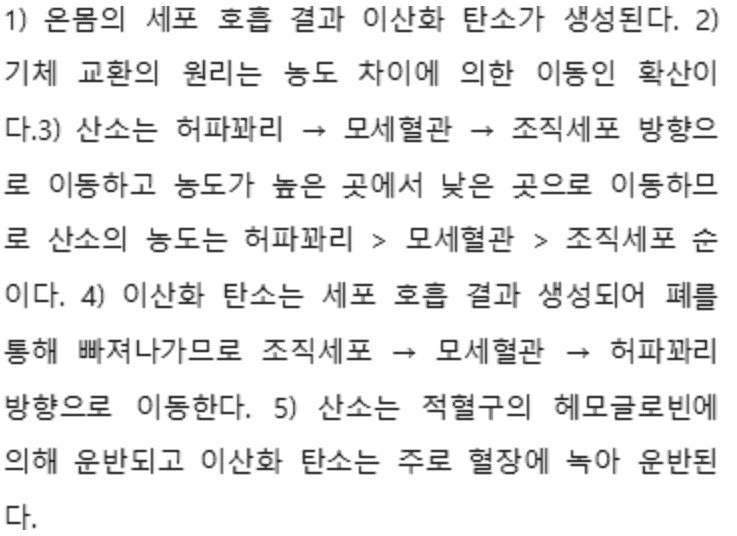 1) 온몸의 세포 호흡 결과 이산화 탄소가 생성된다. 2)
기체 교환의 원리는 농도 차이에 의한 이동인 확산이
다.3) 산소는 허파꽈리 → 모세혈관 → 조직세포 방향으
로 이동하고 농도가 높은 곳에서 낮은 곳으로 이동하므
로 산소의 농도는 허파꽈리 > 모세혈관 > 조직세포 순
이다. 4) 이산화 탄소는 세포 호흡 결과 생성되어 폐를
통해 빠져나가므로 조직세포 → 모세혈관 → 허파꽈리
방향으로 이동한다. 5) 산소는 적혈구의 헤모글로빈에
의해 운반되고 이산화 탄소는 주로 혈장에 녹아 운반된
다.